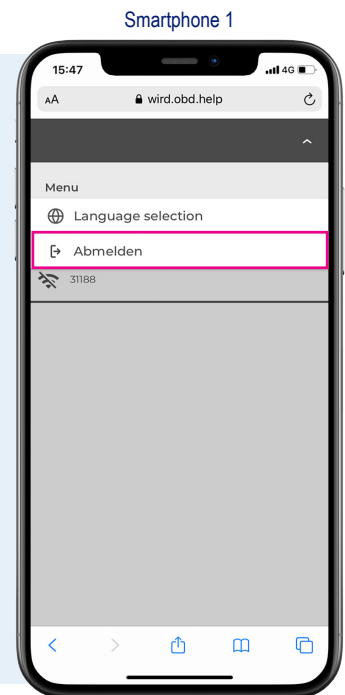 Smartphone 1
15:47
4G
AA
wird.obd.help
Menu
Language selection
Abmelden
31188